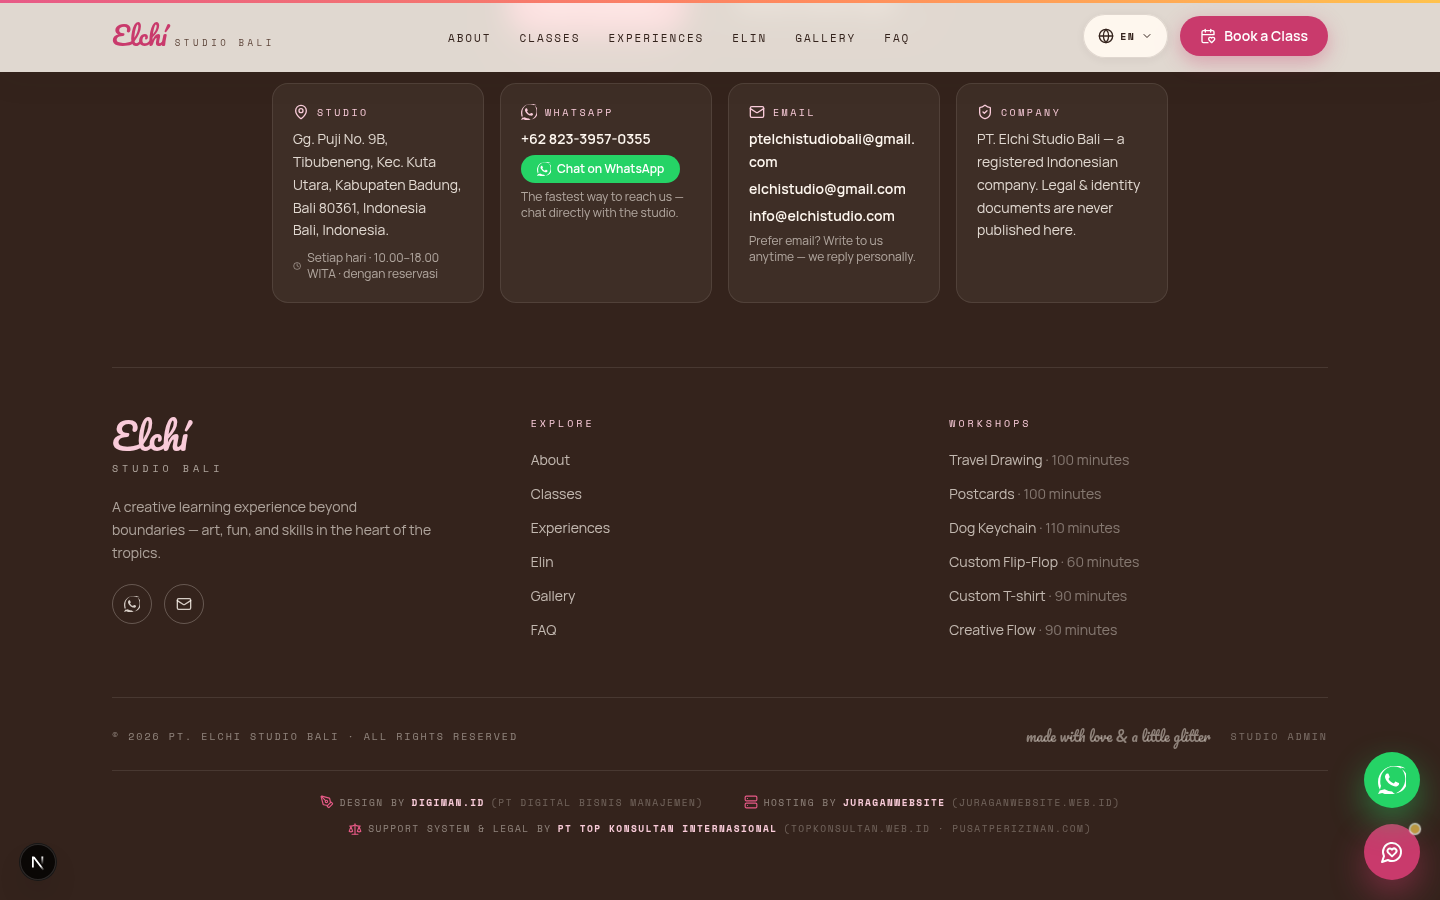 Elchí STUDIO BALI
ABOUT
CLASSES
EXPERIENCES
ELIN
GALLERY
FAQ
EN
Book a Class
STUDIO
Gg. Puji No. 9B,
Tibubeneng, Kec. Kuta
Utara, Kabupaten Badung,
Bali 80361, Indonesia
Bali, Indonesia.
Setiap hari · 10.00–18.00
WITA · dengan reservasi
WHATSAPP
+62 823-3957-0355
Chat on WhatsApp
The fastest way to reach us —
chat directly with the studio.
EMAIL
ptelchistudiobali@gmail.
com
elchistudio@gmail.com
info@elchistudio.com
Prefer email? Write to us
anytime — we reply personally.
COMPANY
PT. Elchi Studio Bali — a
registered Indonesian
company. Legal & identity
documents are never
published here.
Elchí
STUDIO BALI
A creative learning experience beyond
boundaries — art, fun, and skills in the heart of the
tropics.
EXPLORE
About
Classes
Experiences
Elin
Gallery
FAQ
WORKSHOPS
Travel Drawing · 100 minutes
Postcards · 100 minutes
Dog Keychain · 110 minutes
Custom Flip-Flop · 60 minutes
Custom T-shirt · 90 minutes
Creative Flow · 90 minutes
© 2026 PT. ELCHI STUDIO BALI · ALL RIGHTS RESERVED
made with love & a little glitter
STUDIO ADMIN
DESIGN BY DIGIMAN.ID (PT DIGITAL BISNIS MANAJEMEN)
HOSTING BY JURAGANWEBSITE (JURAGANWEBSITE.WEB.ID)
SUPPORT SYSTEM & LEGAL BY PT TOP KONSULTAN INTERNASIONAL (TOPKONSULTAN.WEB.ID · PUSATPERIZINAN.COM)
N